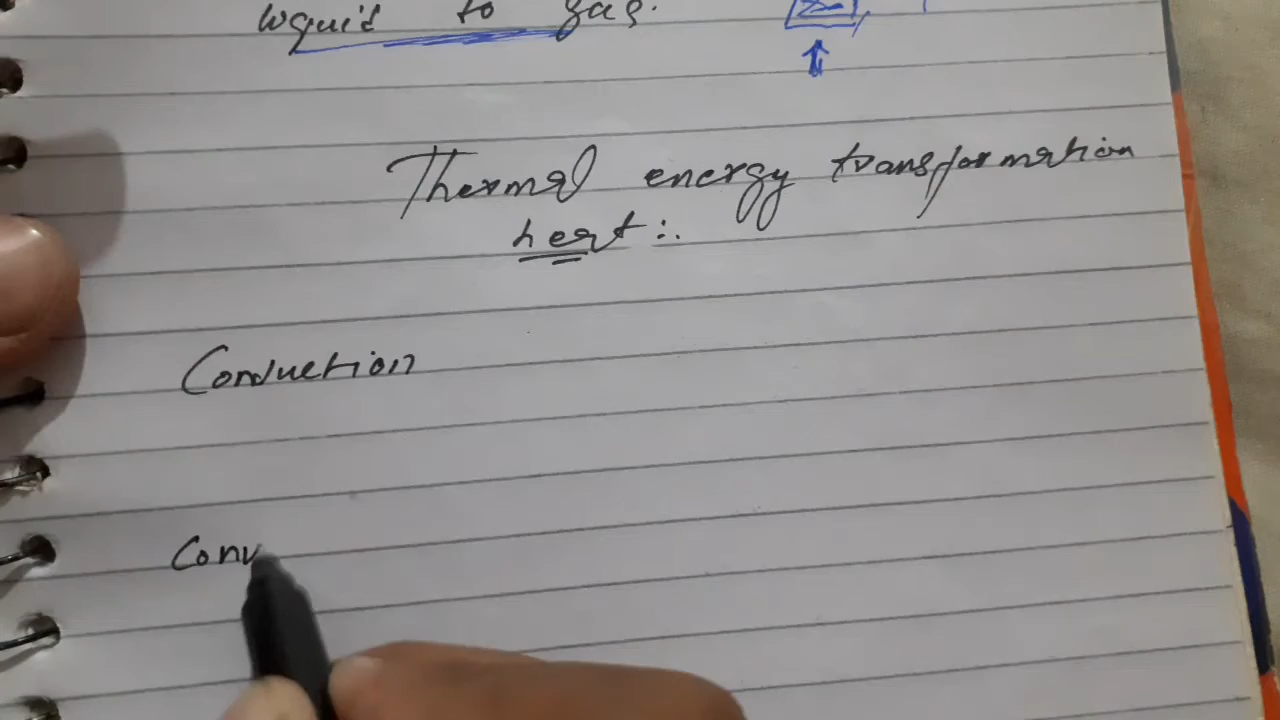 liquid to gas.
Thermal energy transformation
heat :.
Conduction
Conv